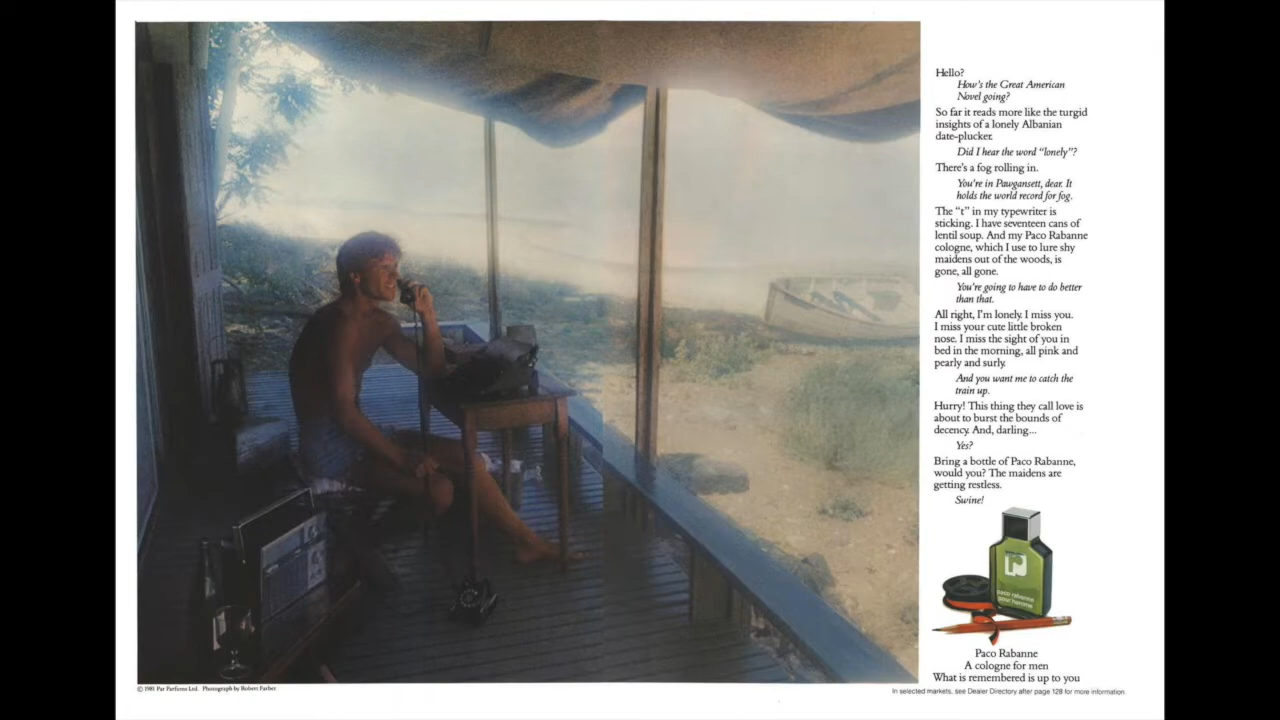 Hello?
How's the Great American
Novel going?
So far it reads more like the turgid
insights of a lonely Albanian
date-plucker.
Did I hear the word "lonely"?
There's a fog rolling in.
You're in Pawgansett, dear. It
holds the world record for fog.
The "t" in my typewriter is
sticking. I have seventeen cans of
lentil soup. And my Paco Rabanne
cologne, which I use to lure shy
maidens out of the woods, is
gone, all gone.
You're going to have to do better
than that.
All right, I'm lonely. I miss you.
I miss your cute little broken
nose. I miss the sight of you in
bed in the morning, all pink and
pearly and surly.
And you want me to catch the
train up.
Hurry! This thing they call love is
about to burst the bounds of
decency. And, darling...
Yes?
Bring a bottle of Paco Rabanne,
would you? The maidens are
getting restless.
Swine!
paco rabanne
pour homme
Paco Rabanne
A cologne for men
What is remembered is up to you
© 1981 Par Parfums Ltd. Photograph by Robert Farber
In selected markets, see Dealer Directory after page 128 for more information.